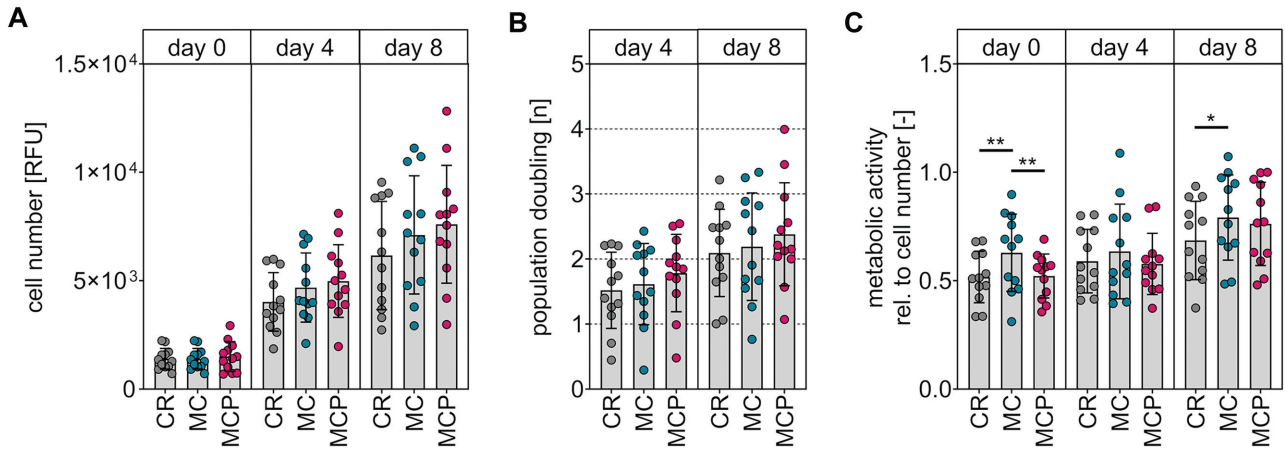 A
day 0 day 4 day 8
cell number [RFU]
1.5×10⁴
1×10⁴
5×10³
0
CR MC MCP CR MC MCP CR MC MCP
B
day 4 day 8
population doubling [n]
5
4
3
2
1
0
CR MC MCP CR MC MCP
C
day 0 day 4 day 8
metabolic activity
rel. to cell number [-]
1.5
1.0
0.5
0.0
** ** *
CR MC MCP CR MC MCP CR MC MCP